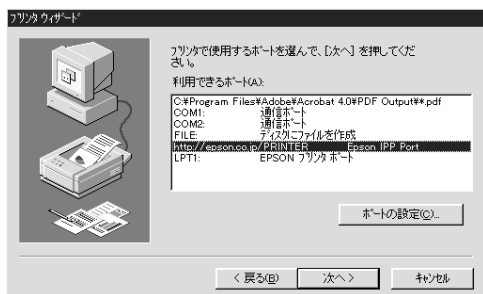 プリンタ ウィザード
プリンタで使用するポートを選んで、[次へ] を押してくだ
さい。
利用できるポート(A):
C:¥Program Files¥Adobe¥Acrobat 4.0¥PDF Output¥*.pdf
COM1: 通信ポート
COM2: 通信ポート
FILE: ディスクにファイルを作成
http://epson.co.jp/PRINTER Epson IPP Port
LPT1: EPSON プリンタ ポート
ポートの設定(C)...
< 戻る(B) 次へ > キャンセル